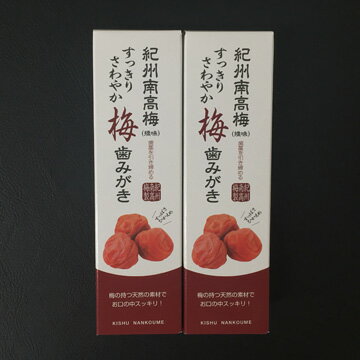 紀州南高梅
すっきり
さわやか
梅
歯みがき
梅の持つ天然の素材で
お口の中スッキリ！
KISHU NANKOUME
紀州南高梅
すっきり
さわやか
梅
歯みがき
梅の持つ天然の素材で
お口の中スッキリ！
KISHU NANKOUME